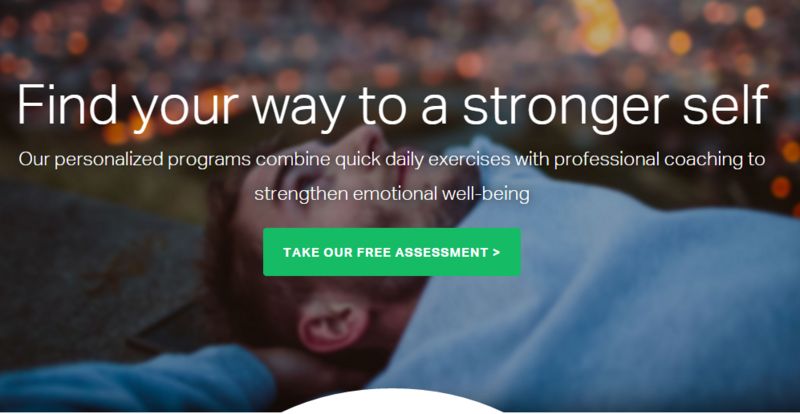 Find your way to a stronger self
Our personalized programs combine quick daily exercises with professional coaching to
strengthen emotional well-being
TAKE OUR FREE ASSESSMENT >